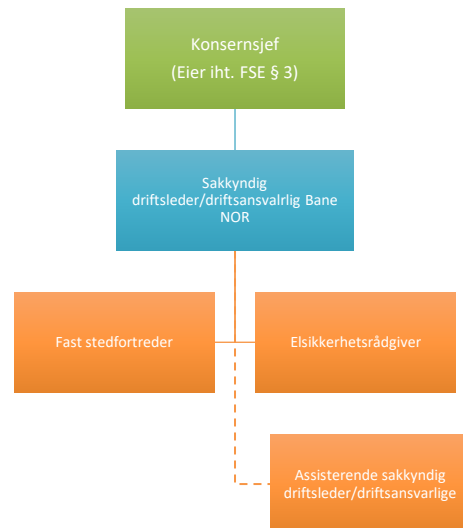 Konsernsjef
(Eier iht. FSE § 3)
Sakkyndig
driftsleder/driftsansvalrlig Bane
NOR
Fast stedfortreder
Elsikkerhetsrådgiver
Assisterende sakkyndig
driftsleder/driftsansvarlige